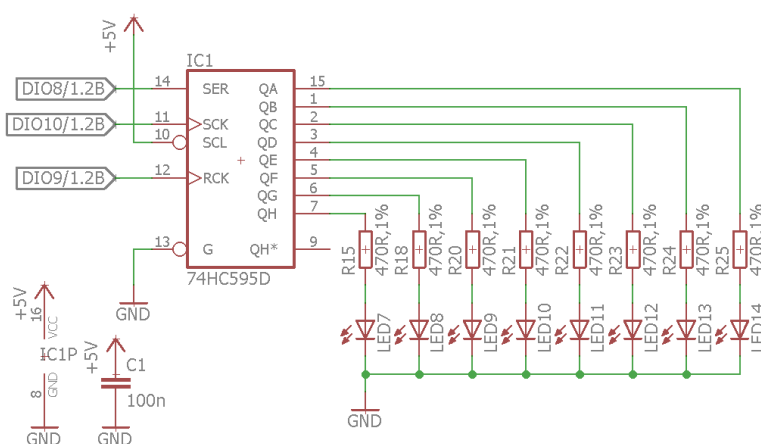 +5V
IC1
DIO8/1.2B
14
SER
QA
15
QB
1
DIO10/1.2B
11
SCK
QC
2
10
SCL
QD
3
QE
4
DIO9/1.2B
12
RCK
QF
5
QG
6
QH
7
13
G
QH*
9
74HC595D
GND
R15
470R,1%
R18
470R,1%
R20
470R,1%
R21
470R,1%
R22
470R,1%
R23
470R,1%
R24
470R,1%
R25
470R,1%
LED7
LED8
LED9
LED10
LED11
LED12
LED13
LED14
GND
+5V
16
VCC
IC1P
8
GND
GND
+5V
C1
100n
GND